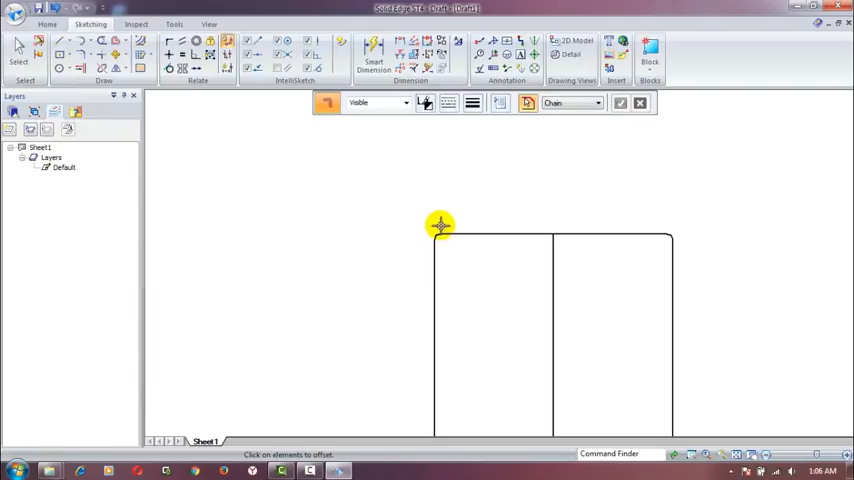 Solid Edge ST4 - Draft - [Draft1]
Home Sketching Inspect Tools View
Select
Smart Dimension
2D Model
Detail
Block
Select Draw Relate IntelliSketch Dimension Annotation Drawing Views Insert Blocks
Layers
Visible Chain
Sheet1
Layers
Default
Sheet1
Click on elements to offset.
Command Finder
1:06 AM